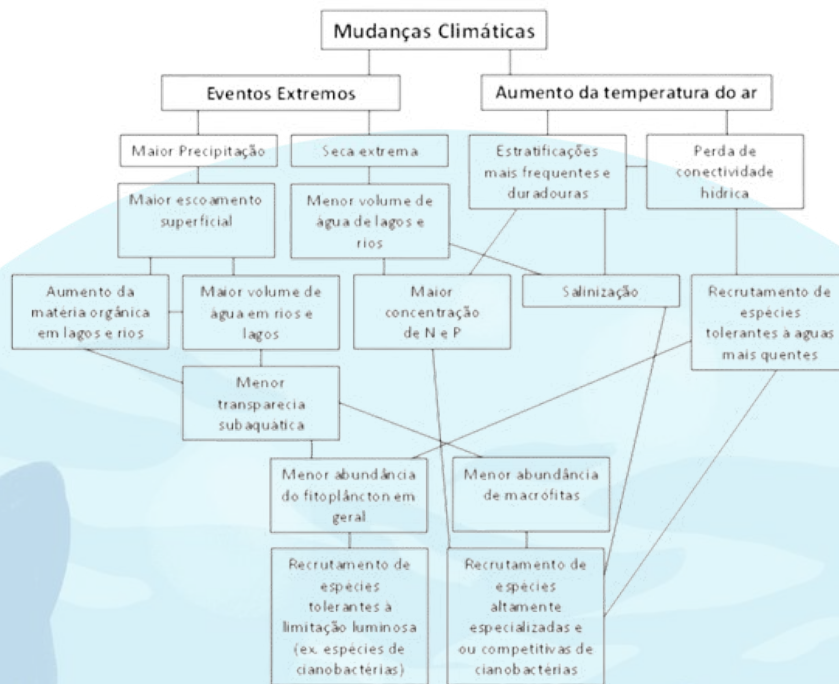 Mudanças Climáticas
Eventos Extremos
Aumento da temperatura do ar
Maior Precipitação
Seca extrema
Estratificações
mais frequentes e
duradouras
Perda de
conectividade
hídrica
Maior escoamento
superficial
Menor volume de
água de lagos e
rios
Aumento da
matéria orgânica
em lagos e rios
Maior volume de
água em rios e
lagos
Maior
concentração
de N e P
Salinização
Recrutamento de
espécies
tolerantes à aguas
mais quentes
Menor
transparecia
subaquática
Menor abundância
do fitoplâncton em
geral
Menor abundância
de macrófitas
Recrutamento de
espécies
tolerantes à
limitação luminosa
(ex. espécies de
cianobactérias)
Recrutamento de
espécies
altamente
especializadas e
ou competitivas de
cianobactérias